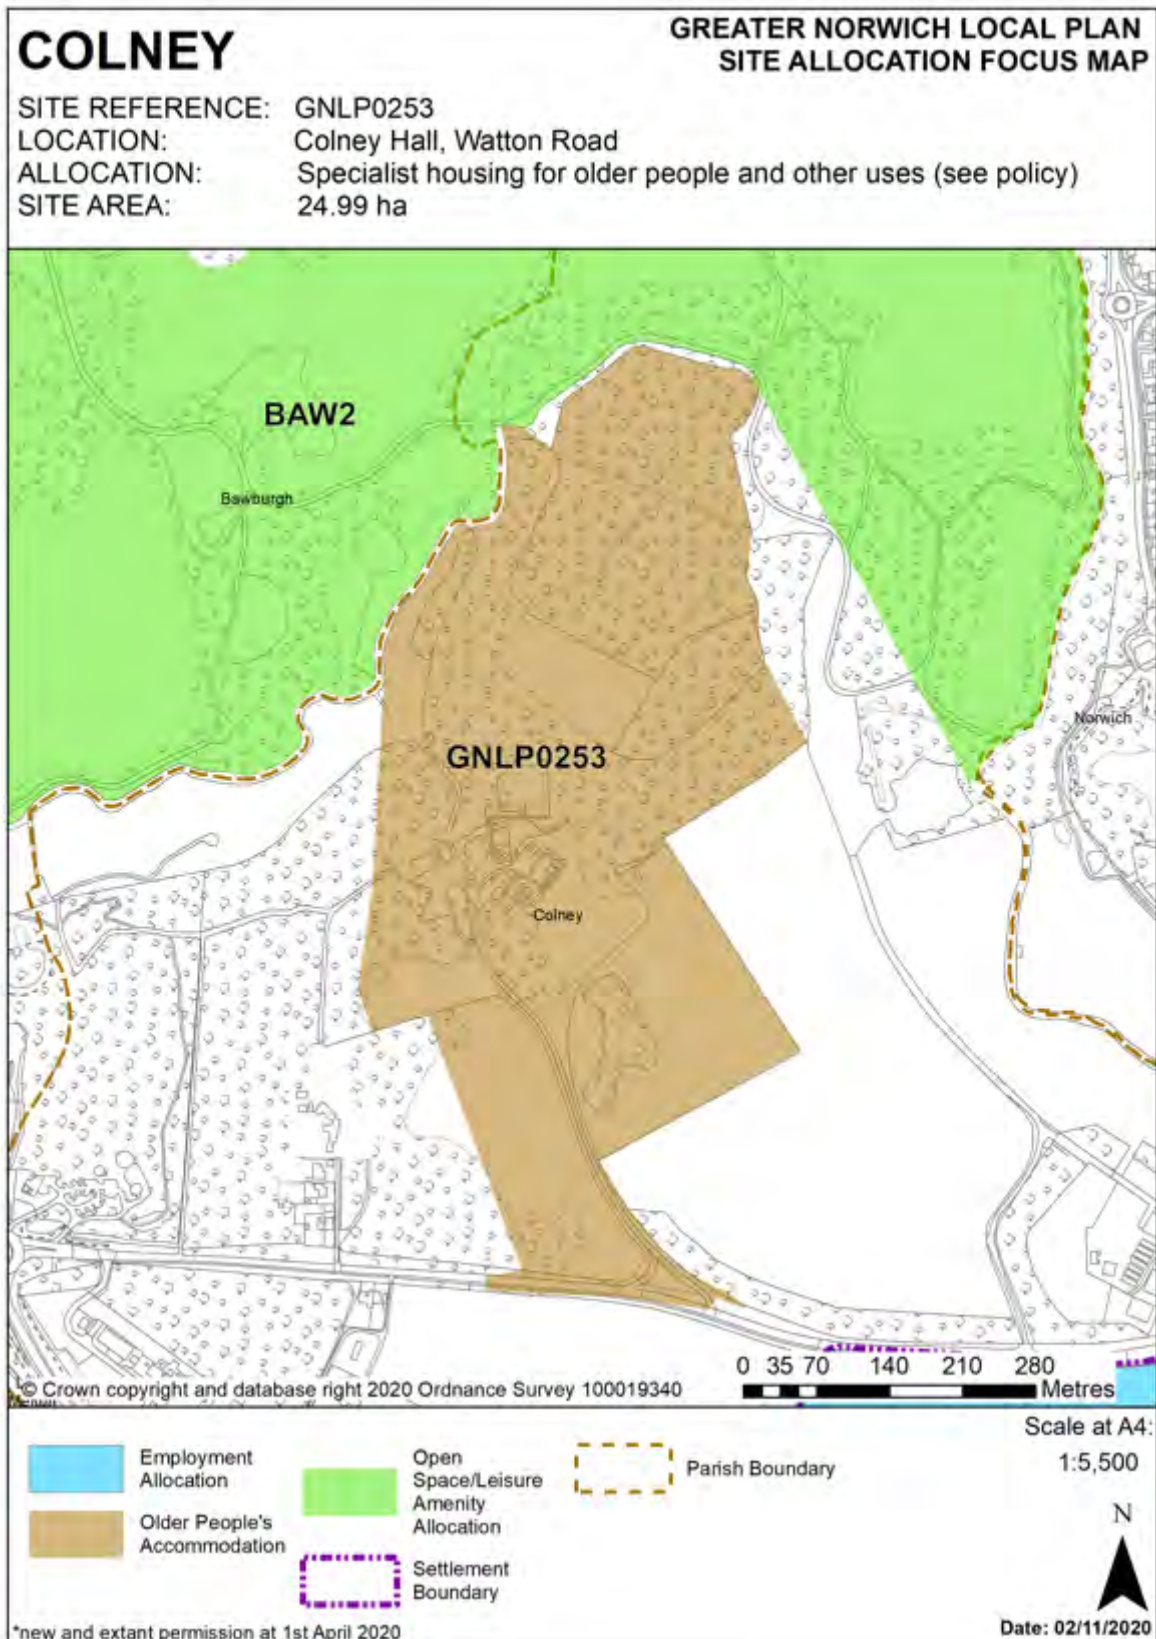 COLNEY
GREATER NORWICH LOCAL PLAN
SITE ALLOCATION FOCUS MAP
SITE REFERENCE: GNLP0253
LOCATION: Colney Hall, Watton Road
ALLOCATION: Specialist housing for older people and other uses (see policy)
SITE AREA: 24.99 ha
BAW2
Bawburgh
Norwich
GNLP0253
Colney
0 35 70 140 210 280
Metres
© Crown copyright and database right 2020 Ordnance Survey 100019340
Employment
Allocation
Older People's
Accommodation
Open
Space/Leisure
Amenity
Allocation
Settlement
Boundary
Parish Boundary
Scale at A4:
1:5,500
N
*new and extant permission at 1st April 2020
Date: 02/11/2020